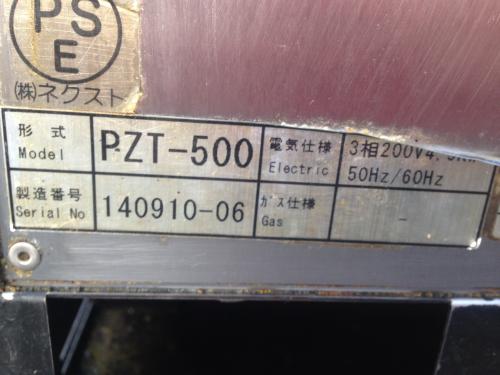 PS
E
(株)ネクスト
形式 PZT-500 電気仕様 3相200V4.
Model Electric 50Hz/60Hz
製造番号 140910-06 ガス仕様 -
Serial No Gas